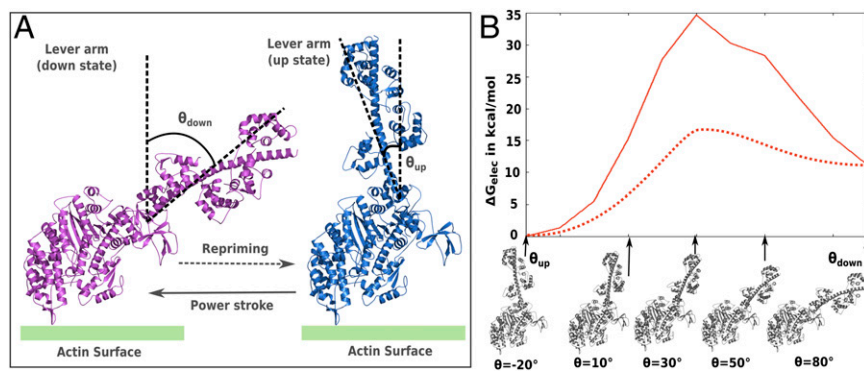 A
Lever arm
(down state)
θdown
Lever arm
(up state)
θup
Repriming
Power stroke
Actin Surface
Actin Surface
B
ΔGelec in kcal/mol
35
30
25
20
15
10
5
0
θup
θdown
θ=-20° θ=10° θ=30° θ=50° θ=80°